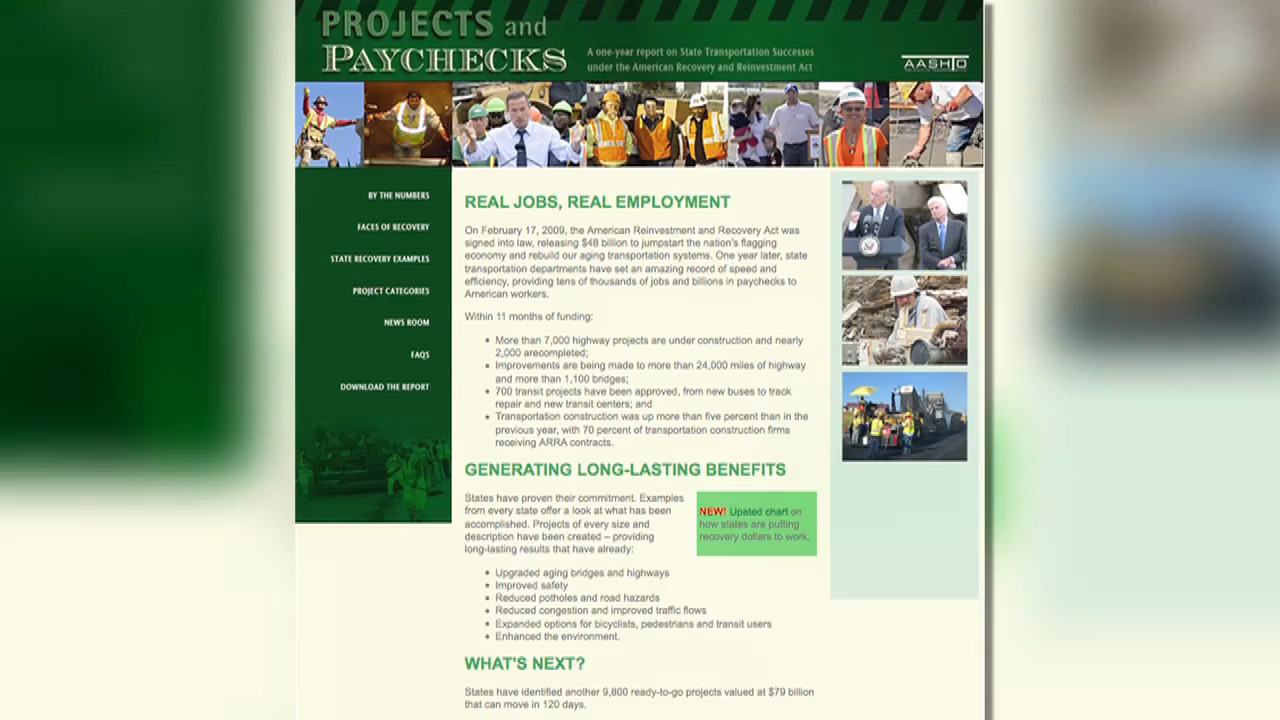 PROJECTS and
PAYCHECKS
A one-year report on State Transportation Successes
under the American Recovery and Reinvestment Act
AASHTO
BY THE NUMBERS
FACES OF RECOVERY
STATE RECOVERY EXAMPLES
PROJECT CATEGORIES
NEWS ROOM
FAQS
DOWNLOAD THE REPORT
REAL JOBS, REAL EMPLOYMENT
On February 17, 2009, the American Reinvestment and Recovery Act was
signed into law, releasing $48 billion to jumpstart the nation's flagging
economy and rebuild our aging transportation systems. One year later, state
transportation departments have set an amazing record of speed and
efficiency, providing tens of thousands of jobs and billions in paychecks to
American workers.
Within 11 months of funding:
• More than 7,000 highway projects are under construction and nearly
2,000 arecompleted;
• Improvements are being made to more than 24,000 miles of highway
and more than 1,100 bridges;
• 700 transit projects have been approved, from new buses to track
repair and new transit centers; and
• Transportation construction was up more than five percent than in the
previous year, with 70 percent of transportation construction firms
receiving ARRA contracts.
GENERATING LONG-LASTING BENEFITS
States have proven their commitment. Examples
from every state offer a look at what has been
accomplished. Projects of every size and
description have been created – providing
long-lasting results that have already:
NEW! Upated chart on
how states are putting
recovery dollars to work.
• Upgraded aging bridges and highways
• Improved safety
• Reduced potholes and road hazards
• Reduced congestion and improved traffic flows
• Expanded options for bicyclists, pedestrians and transit users
• Enhanced the environment.
WHAT'S NEXT?
States have identified another 9,800 ready-to-go projects valued at $79 billion
that can move in 120 days.